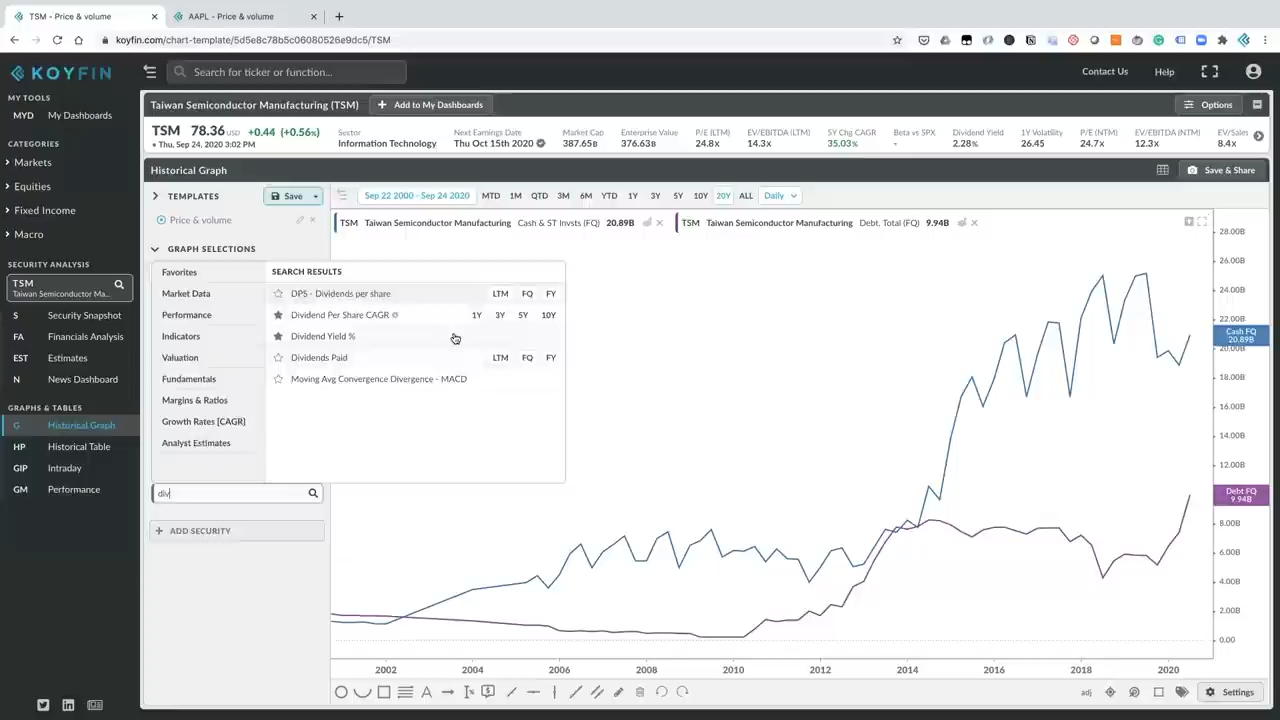 TSM - Price & volume
AAPL - Price & volume
koyfin.com/chart-template/5d5e8c78b5c06080526e9dc5/TSM
KOYFIN
Search for ticker or function...
Contact Us
Help
MY TOOLS
MYD My Dashboards
CATEGORIES
Markets
Equities
Fixed Income
Macro
SECURITY ANALYSIS
TSM
Taiwan Semiconductor Ma...
S Security Snapshot
FA Financials Analysis
EST Estimates
N News Dashboard
GRAPHS & TABLES
G Historical Graph
HP Historical Table
GIP Intraday
GM Performance
Taiwan Semiconductor Manufacturing (TSM)
Add to My Dashboards
Options
TSM 78.36 USD +0.44 (+0.56%)
• Thu, Sep 24, 2020 3:02 PM
Sector
Information Technology
Next Earnings Date
Thu Oct 15th 2020
Market Cap
387.65B
Enterprise Value
376.63B
P/E (LTM)
24.8X
EV/EBITDA (LTM)
14.3X
5Y Chg CAGR
35.03%
Beta vs SPX
-
Dividend Yield
2.28%
1Y Volatility
26.45
P/E (NTM)
24.7X
EV/EBITDA (NTM)
12.3X
EV/Sales
8.4x
Historical Graph
Save & Share
TEMPLATES
Save
Price & volume
GRAPH SELECTIONS
Sep 22 2000 - Sep 24 2020 MTD 1M QTD 3M 6M YTD 1Y 3Y 5Y 10Y 20Y ALL Daily
TSM Taiwan Semiconductor Manufacturing Cash & ST Invsts (FQ) 20.89B
TSM Taiwan Semiconductor Manufacturing Debt, Total (FQ) 9.94B
Favorites
Market Data
Performance
Indicators
Valuation
Fundamentals
Margins & Ratios
Growth Rates [CAGR]
Analyst Estimates
SEARCH RESULTS
DPS - Dividends per share LTM FQ FY
Dividend Per Share CAGR 1Y 3Y 5Y 10Y
Dividend Yield %
Dividends Paid LTM FQ FY
Moving Avg Convergence Divergence - MACD
div
ADD SECURITY
28.00B
26.00B
24.00B
22.00B
Cash FQ
20.89B
20.00B
18.00B
16.00B
14.00B
12.00B
Debt FQ
9.94B
8.00B
6.00B
4.00B
2.00B
0.00
2002 2004 2006 2008 2010 2012 2014 2016 2018 2020
adj
Settings